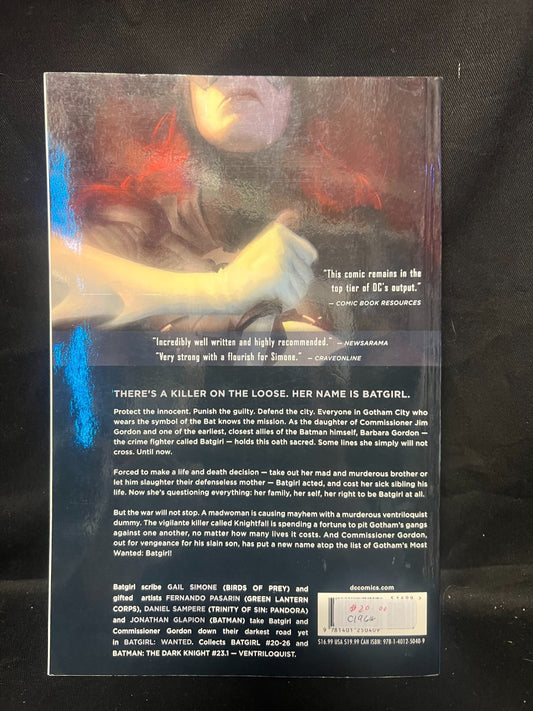 "This comic remains in the
top tier of DC's output."
— COMIC BOOK RESOURCES
"Incredibly well written and highly recommended." — NEWSARAMA
"Very strong with a flourish for Simone." — CRAVEONLINE
THERE'S A KILLER ON THE LOOSE. HER NAME IS BATGIRL.
Protect the innocent. Punish the guilty. Defend the city. Everyone in Gotham City who
wears the symbol of the Bat knows the mission. As the daughter of Commissioner Jim
Gordon and one of the earliest, closest allies of the Batman himself, Barbara Gordon —
the crime fighter called Batgirl — holds this oath sacred. Some lines she simply will not
cross. Until now.
Forced to make a life and death decision — take out her mad and murderous brother or
let him slaughter their defenseless mother — Batgirl acted, and cost her sick sibling his
life. Now she's questioning everything: her family, her self, her right to be Batgirl at all.
But the war will not stop. A madwoman is causing mayhem with a murderous ventriloquist
dummy. The vigilante killer called Knightfall is spending a fortune to pit Gotham's gangs
against one another, no matter how many lives it costs. And Commissioner Gordon,
out for vengeance for his slain son, has put a new name atop the list of Gotham's Most
Wanted: Batgirl!
Batgirl scribe GAIL SIMONE (BIRDS OF PREY) and
gifted artists FERNANDO PASARIN (GREEN LANTERN
CORPS), DANIEL SAMPERE (TRINITY OF SIN: PANDORA)
and JONATHAN GLAPION (BATMAN) take Batgirl and
Commissioner Gordon down their darkest road yet
in BATGIRL: WANTED. Collects BATGIRL #20-26 and
BATMAN: THE DARK KNIGHT #23.1 — VENTRILOQUIST.
dccomics.com
$20.00
C1964
9 781401 250409
$16.99 USA $19.99 CAN ISBN: 978-1-4012-5040-9